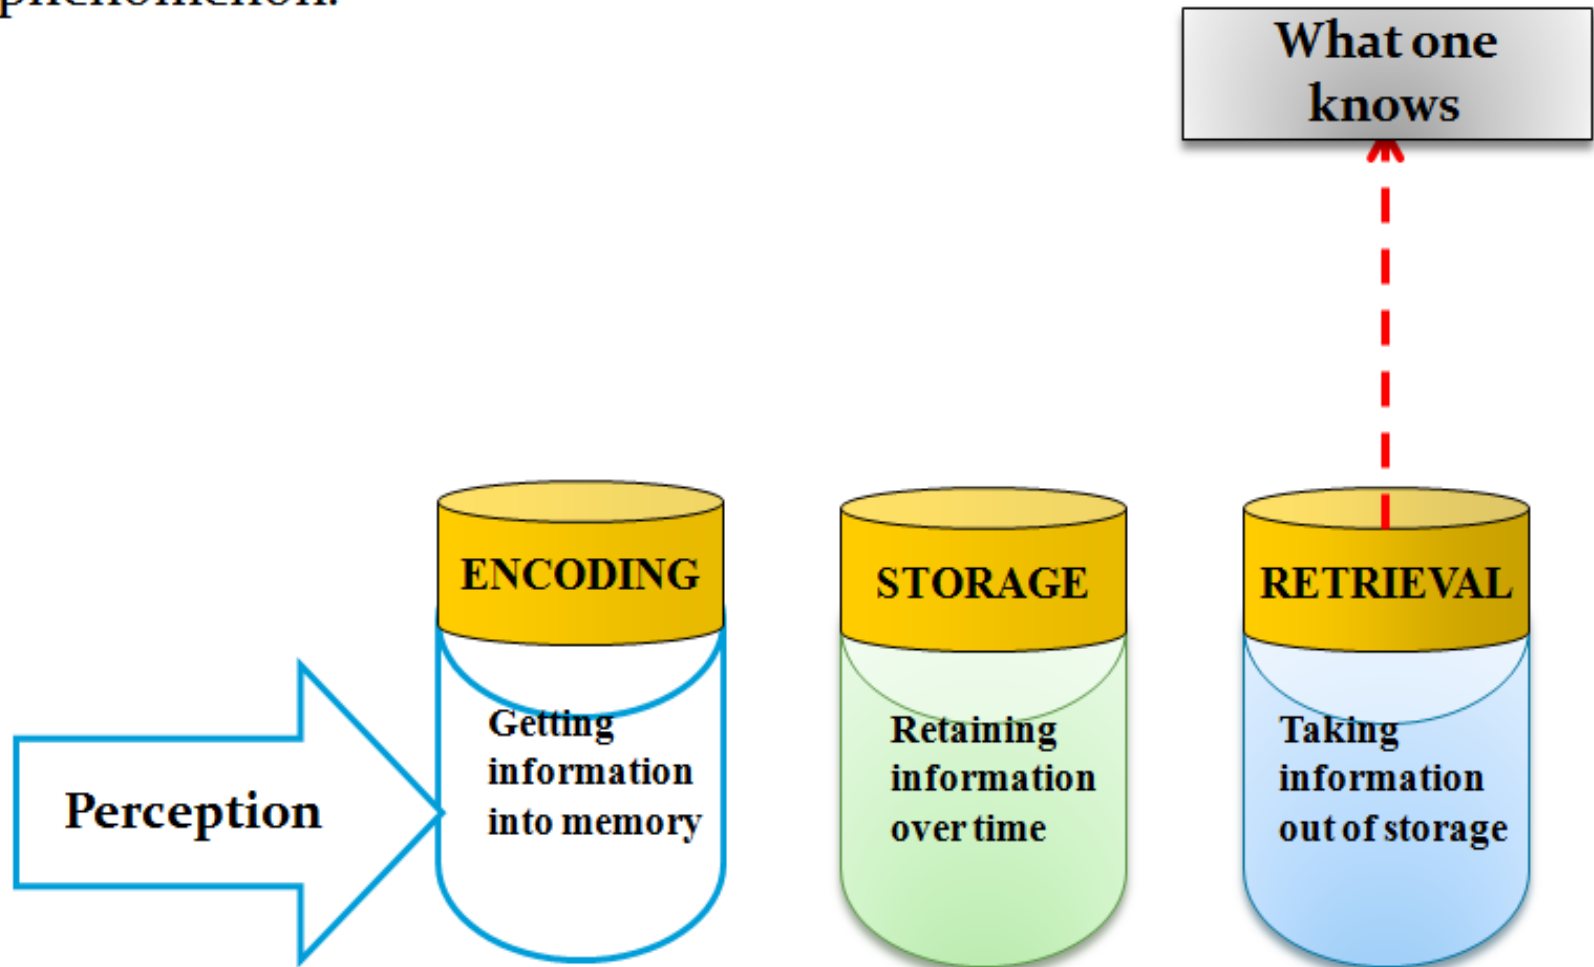 phenomenon.
What one
knows
ENCODING
STORAGE
RETRIEVAL
Perception
Getting
information
into memory
Retaining
information
over time
Taking
information
out of storage